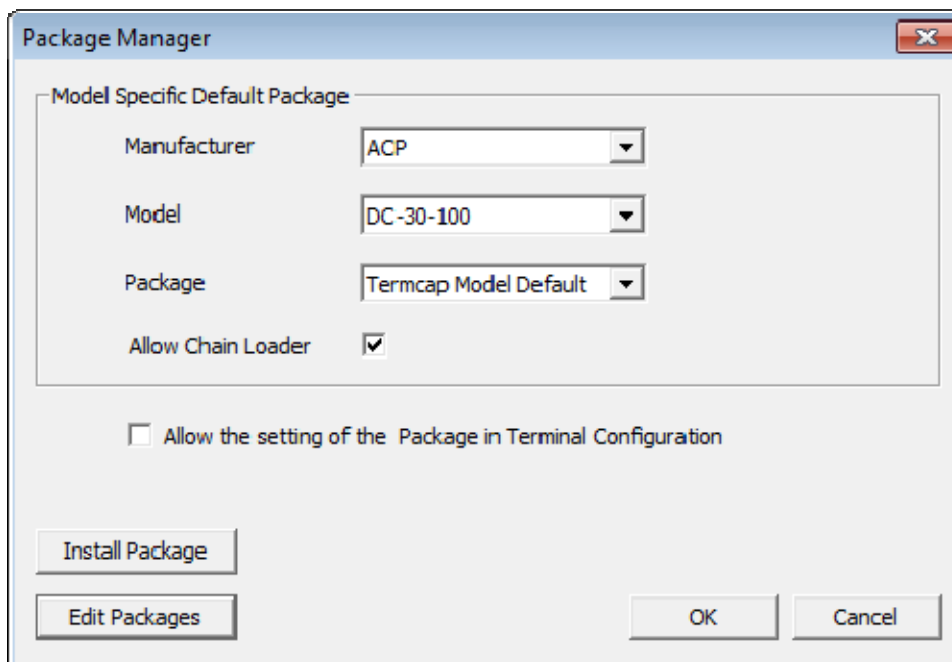 Package Manager
Model Specific Default Package
Manufacturer ACP
Model DC-30-100
Package Termcap Model Default
Allow Chain Loader
Allow the setting of the Package in Terminal Configuration
Install Package
Edit Packages OK Cancel